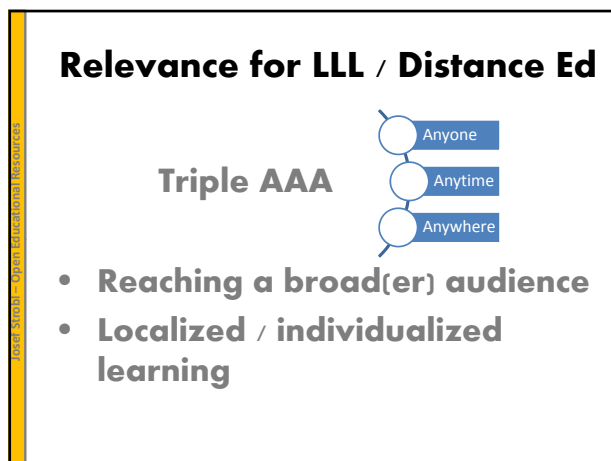 Relevance for LLL / Distance Ed
Josef Strobl – Open Educational Resources
Triple AAA
Anyone
Anytime
Anywhere
• Reaching a broad(er) audience
• Localized / individualized
learning